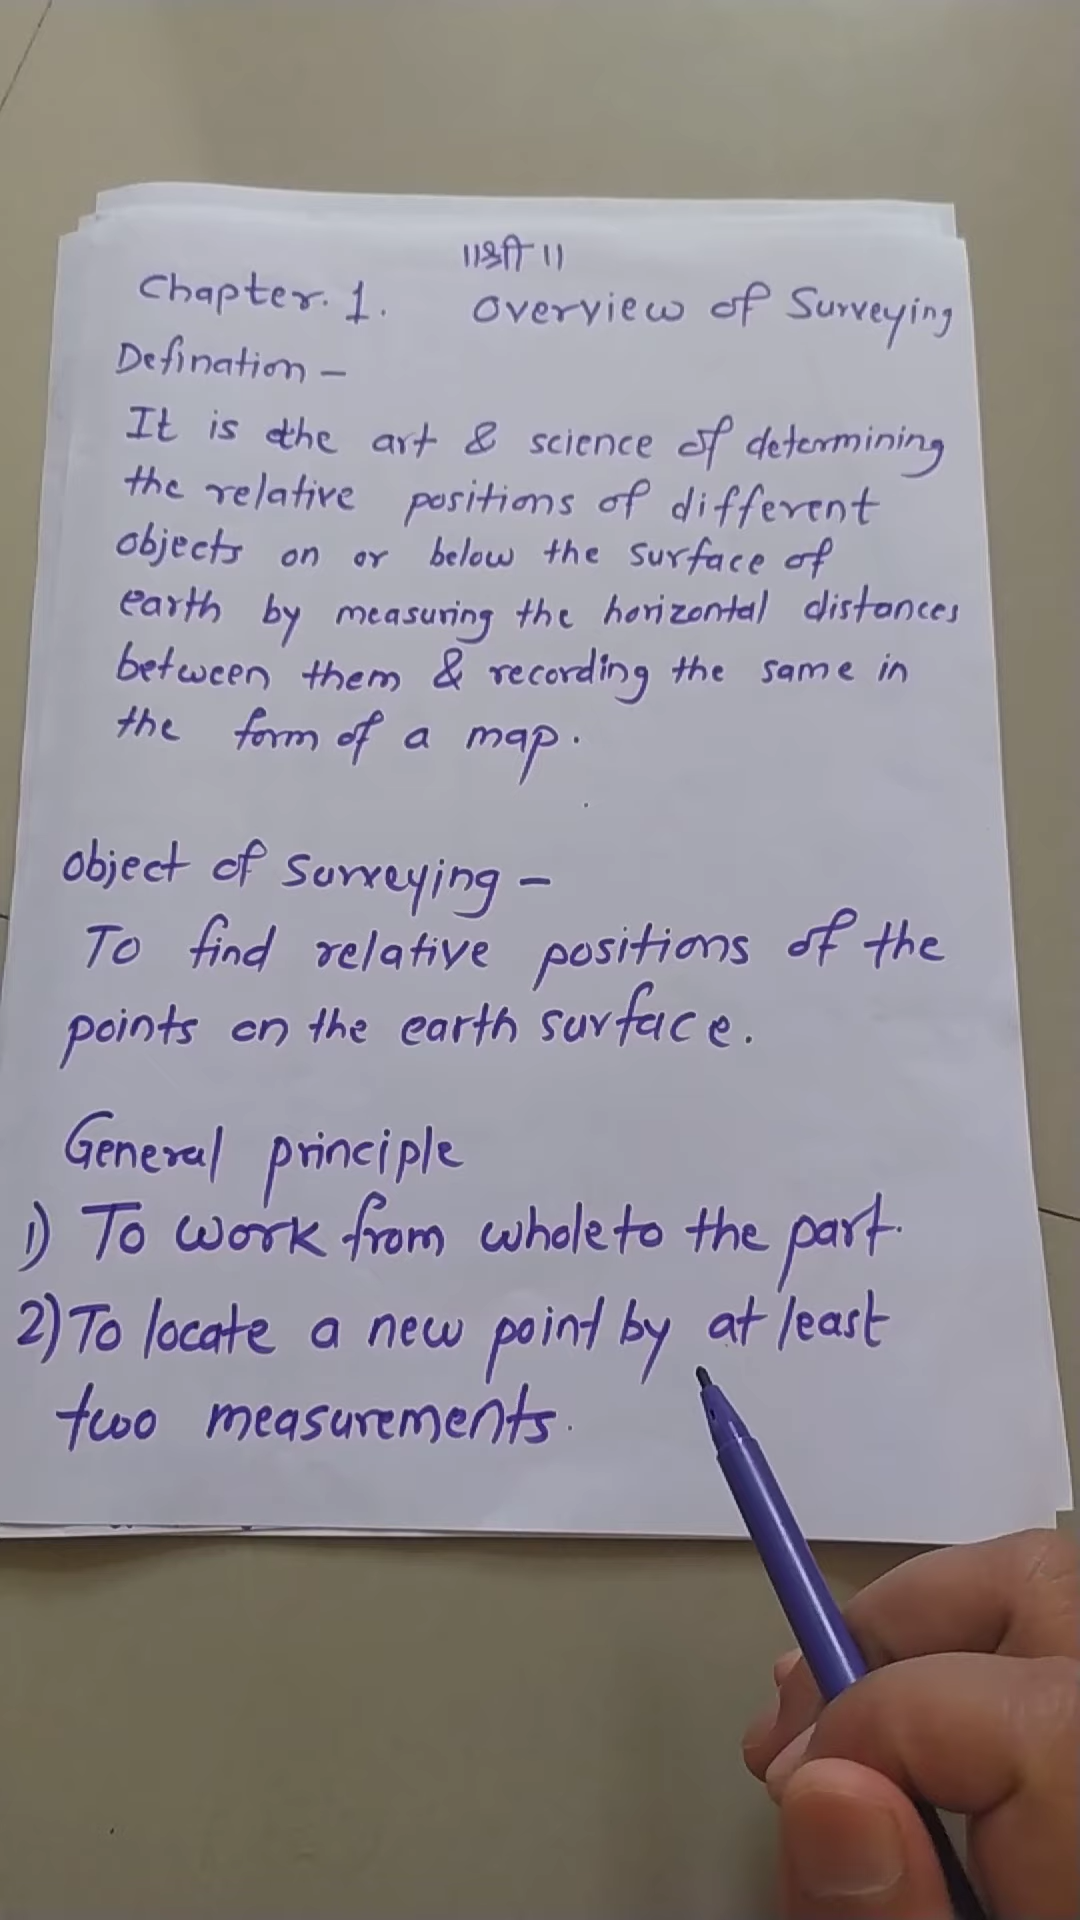 ॥श्री॥
Chapter. 1. Overview of Surveying
Defination -
It is the art & science of determining
the relative positions of different
objects on or below the surface of
earth by measuring the horizontal distances
between them & recording the same in
the form of a map.
object of Surveying -
To find relative positions of the
points on the earth surface.
General principle
1) To work from whole to the part.
2) To locate a new point by at least
two measurements.